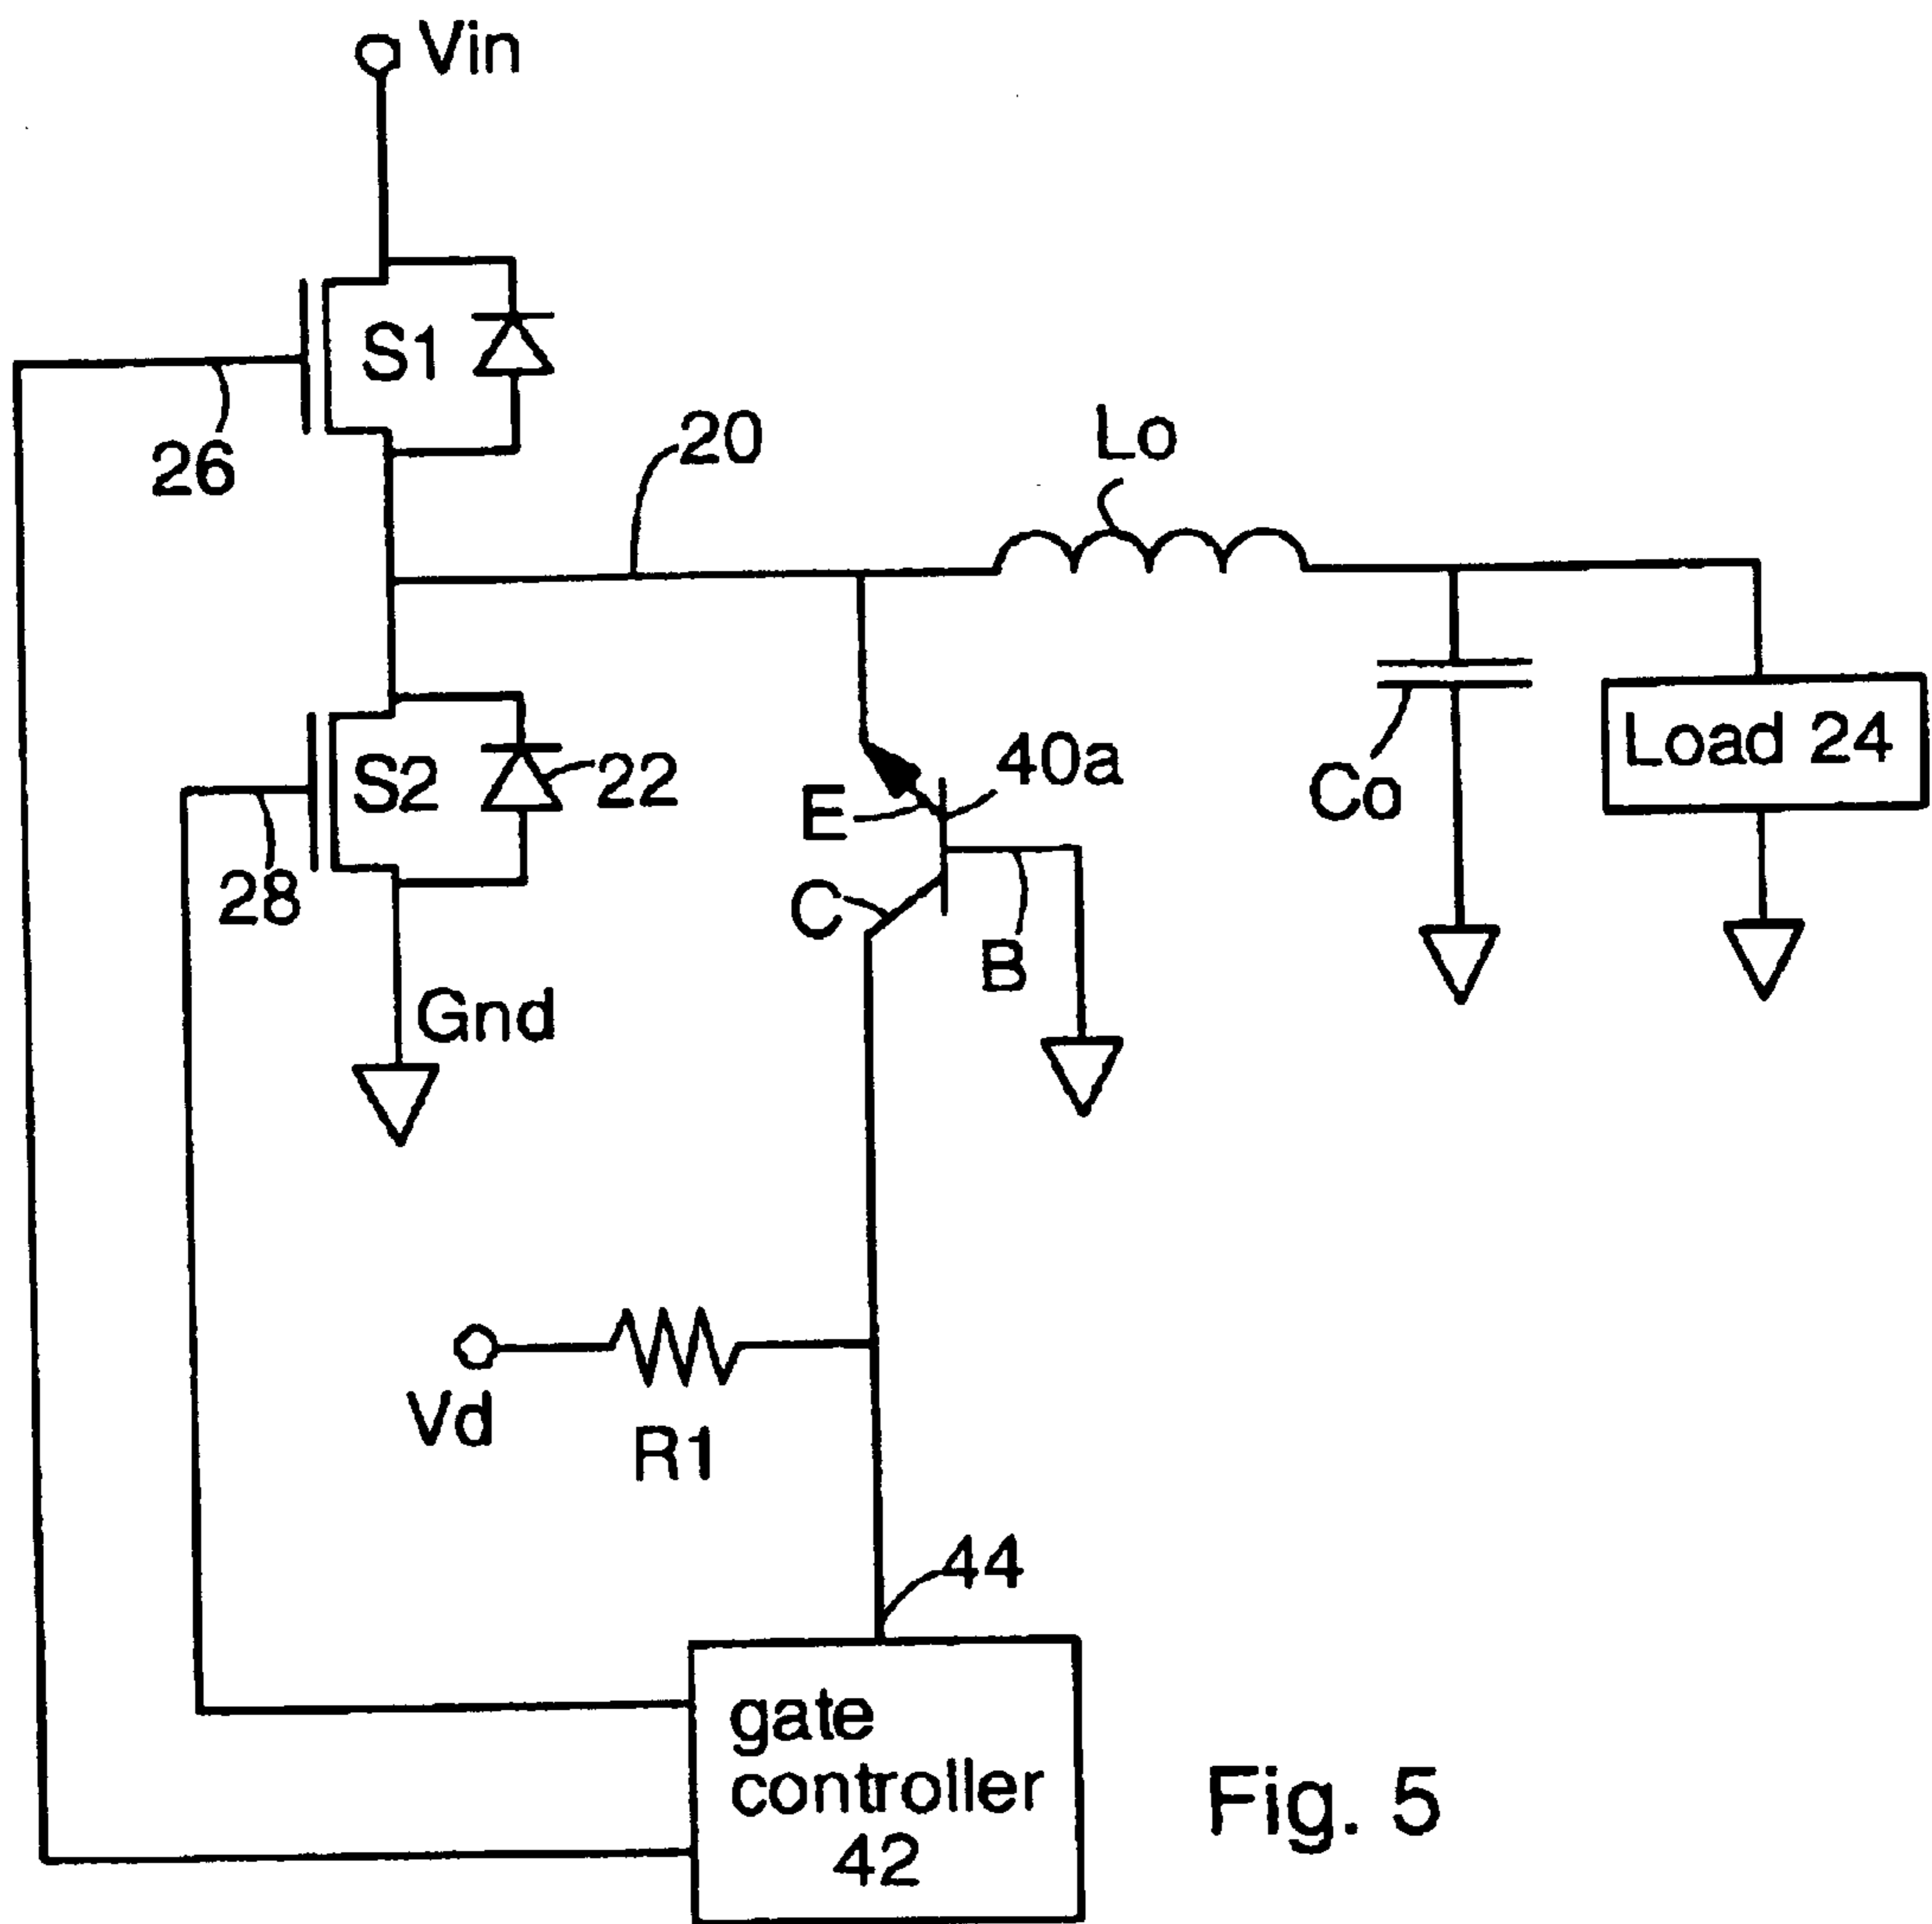 Vin
S1
26
20
Lo
S2
22
40a
E
Load 24
Co
28
C
B
Gnd
Vd
R1
44
gate
controller
42
Fig. 5